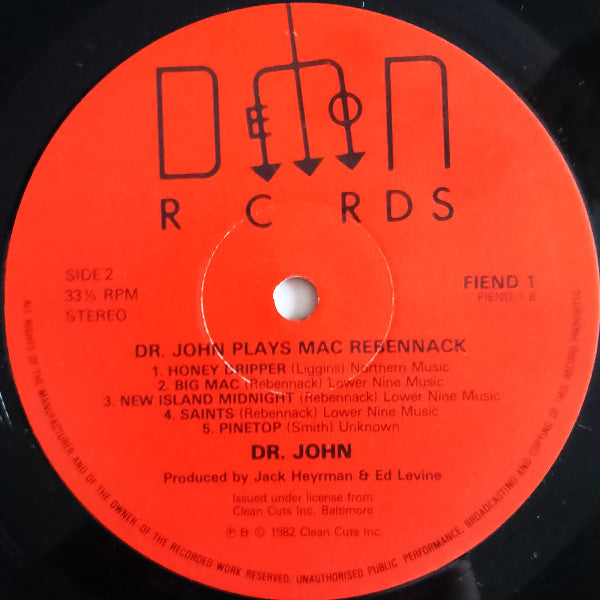 DEMON
R C RDS
SIDE 2
33⅓ RPM
STEREO
FIEND 1
FIEND 1 B
DR. JOHN PLAYS MAC REBENNACK
1. HONEY DRIPPER (Liggins) Northern Music
2. BIG MAC (Rebennack) Lower Nine Music
3. NEW ISLAND MIDNIGHT (Rebennack) Lower Nine Music
4. SAINTS (Rebennack) Lower Nine Music
5. PINETOP (Smith) Unknown
DR. JOHN
Produced by Jack Heyrman & Ed Levine
Issued under license from
Clean Cuts Inc, Baltimore
℗ & © 1982 Clean Cuts Inc
ALL RIGHTS OF THE MANUFACTURER AND OF THE OWNER OF THE RECORDED WORK RESERVED. UNAUTHORISED PUBLIC PERFORMANCE, BROADCASTING AND COPYING OF THIS RECORD PROHIBITED